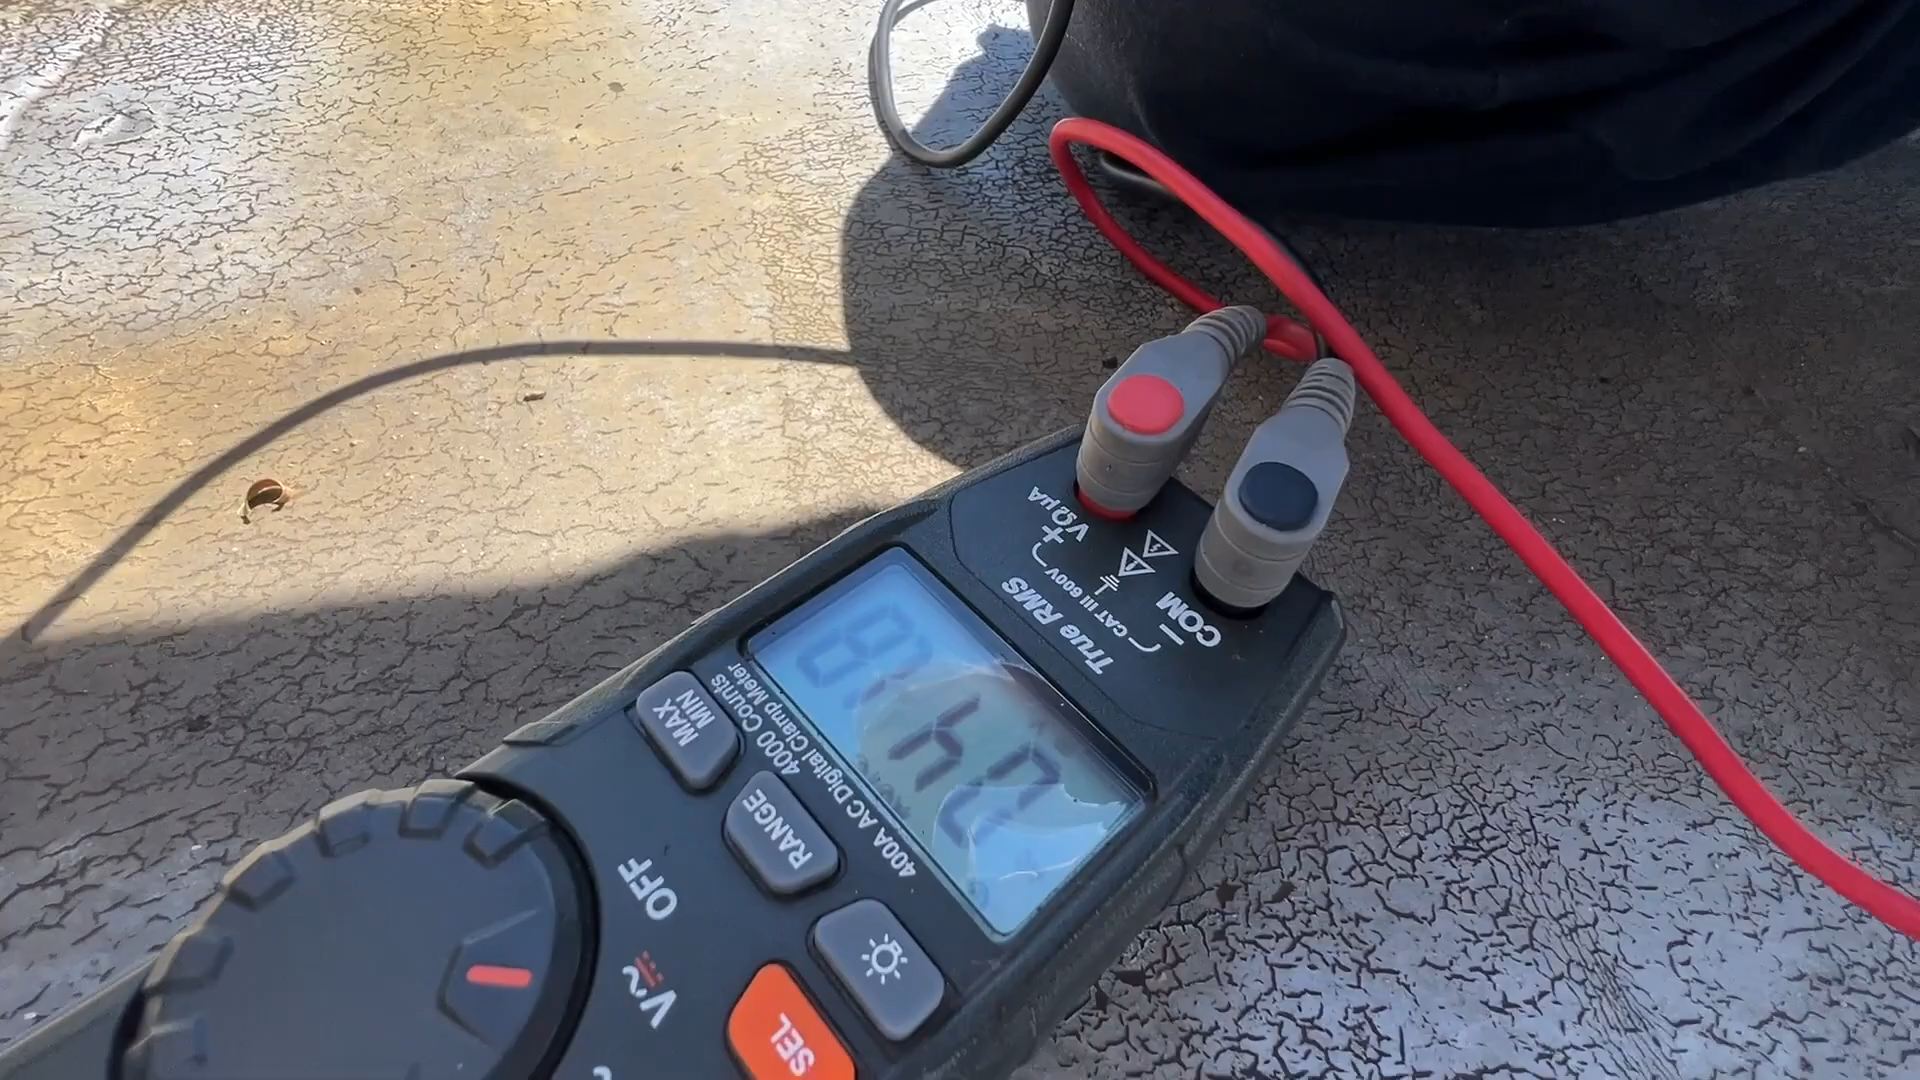 COM
VΩµA
CAT III 600V
True RMS
4000 Counts
400A AC Digital Clamp Meter
MAX
MIN
RANGE
SEL
OFF
V